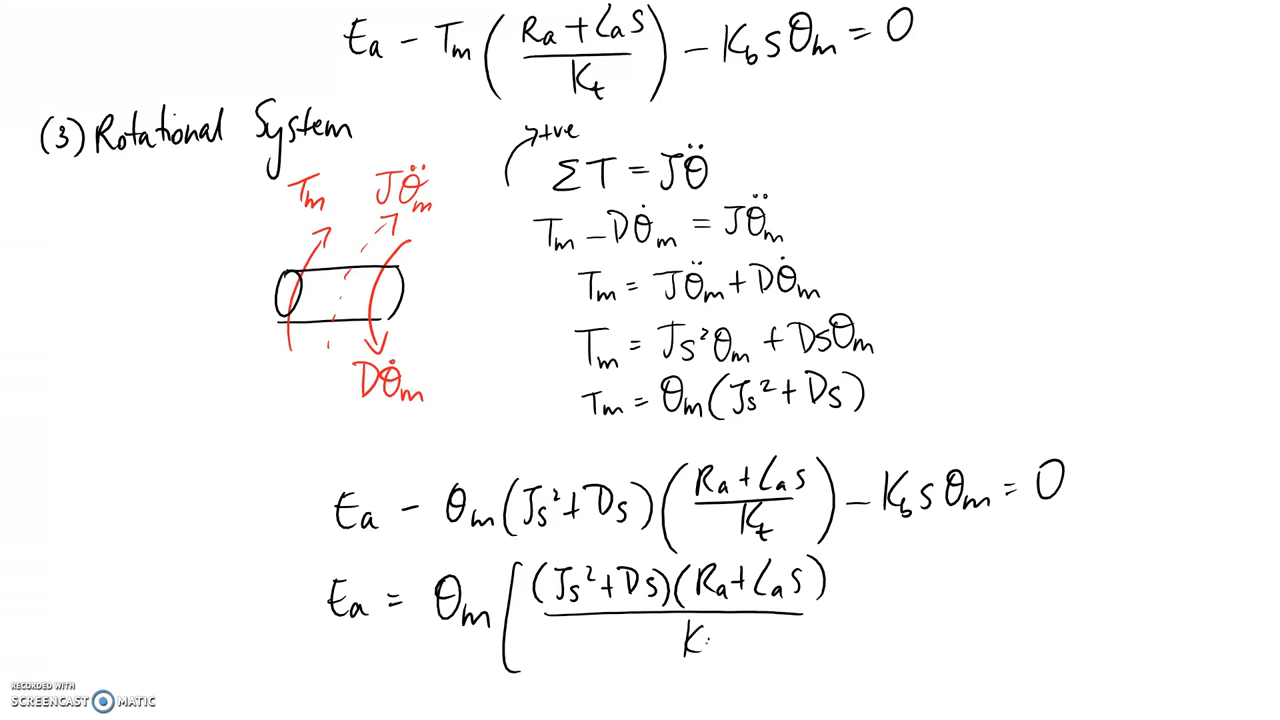 Ea − Tm ( (Ra + Las) / Kt ) − Kb s θm = 0
(3) Rotational System
+ve
ΣT = Jθ̈
Tm Jθ̈m
Tm − Dθ̇m = Jθ̈m
Tm = Jθ̈m + Dθ̇m
Tm = Js²θm + Dsθm
Dθ̇m
Tm = θm (Js² + Ds)
Ea − θm (Js² + Ds) ( (Ra + Las) / Kt ) − Kb s θm = 0
Ea = θm [ (Js² + Ds)(Ra + Las) / K
RECORDED WITH
SCREENCAST MATIC